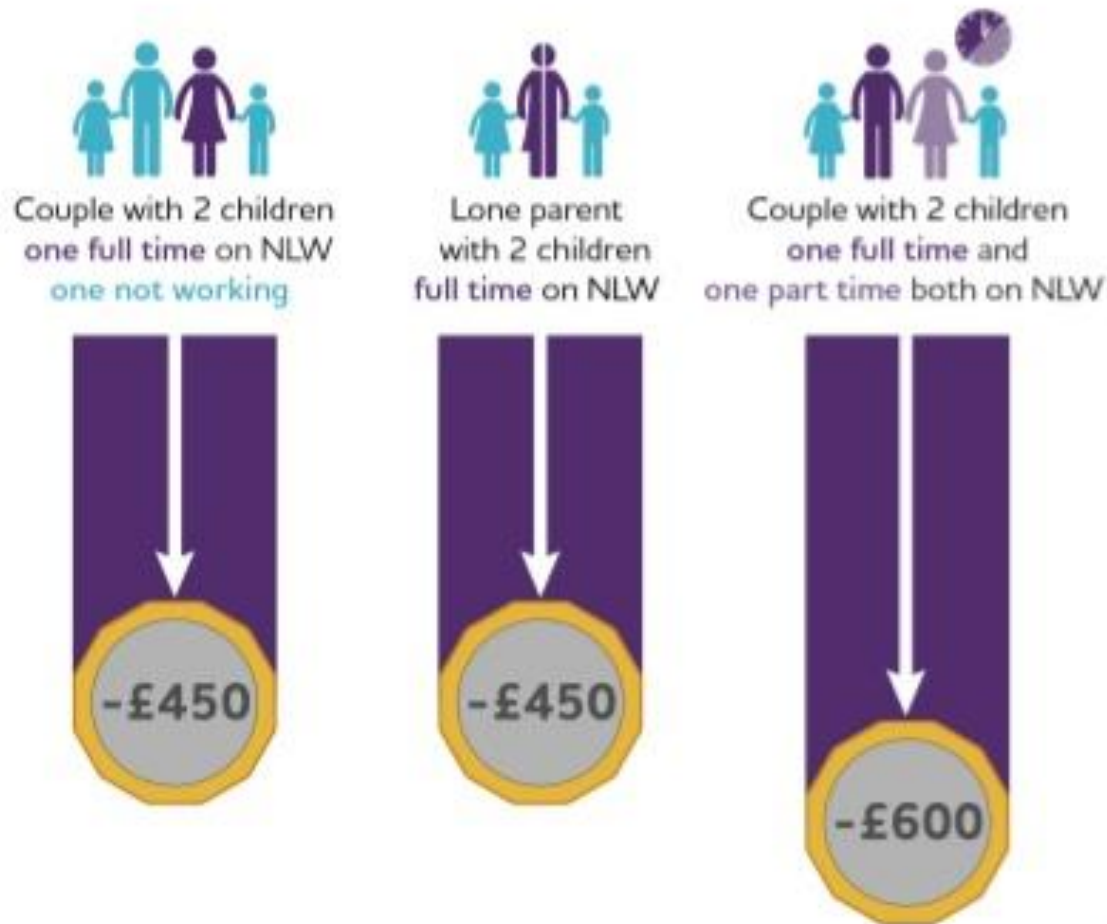 Couple with 2 children
one full time on NLW
one not working
Lone parent
with 2 children
full time on NLW
Couple with 2 children
one full time and
one part time both on NLW
-£450
-£450
-£600